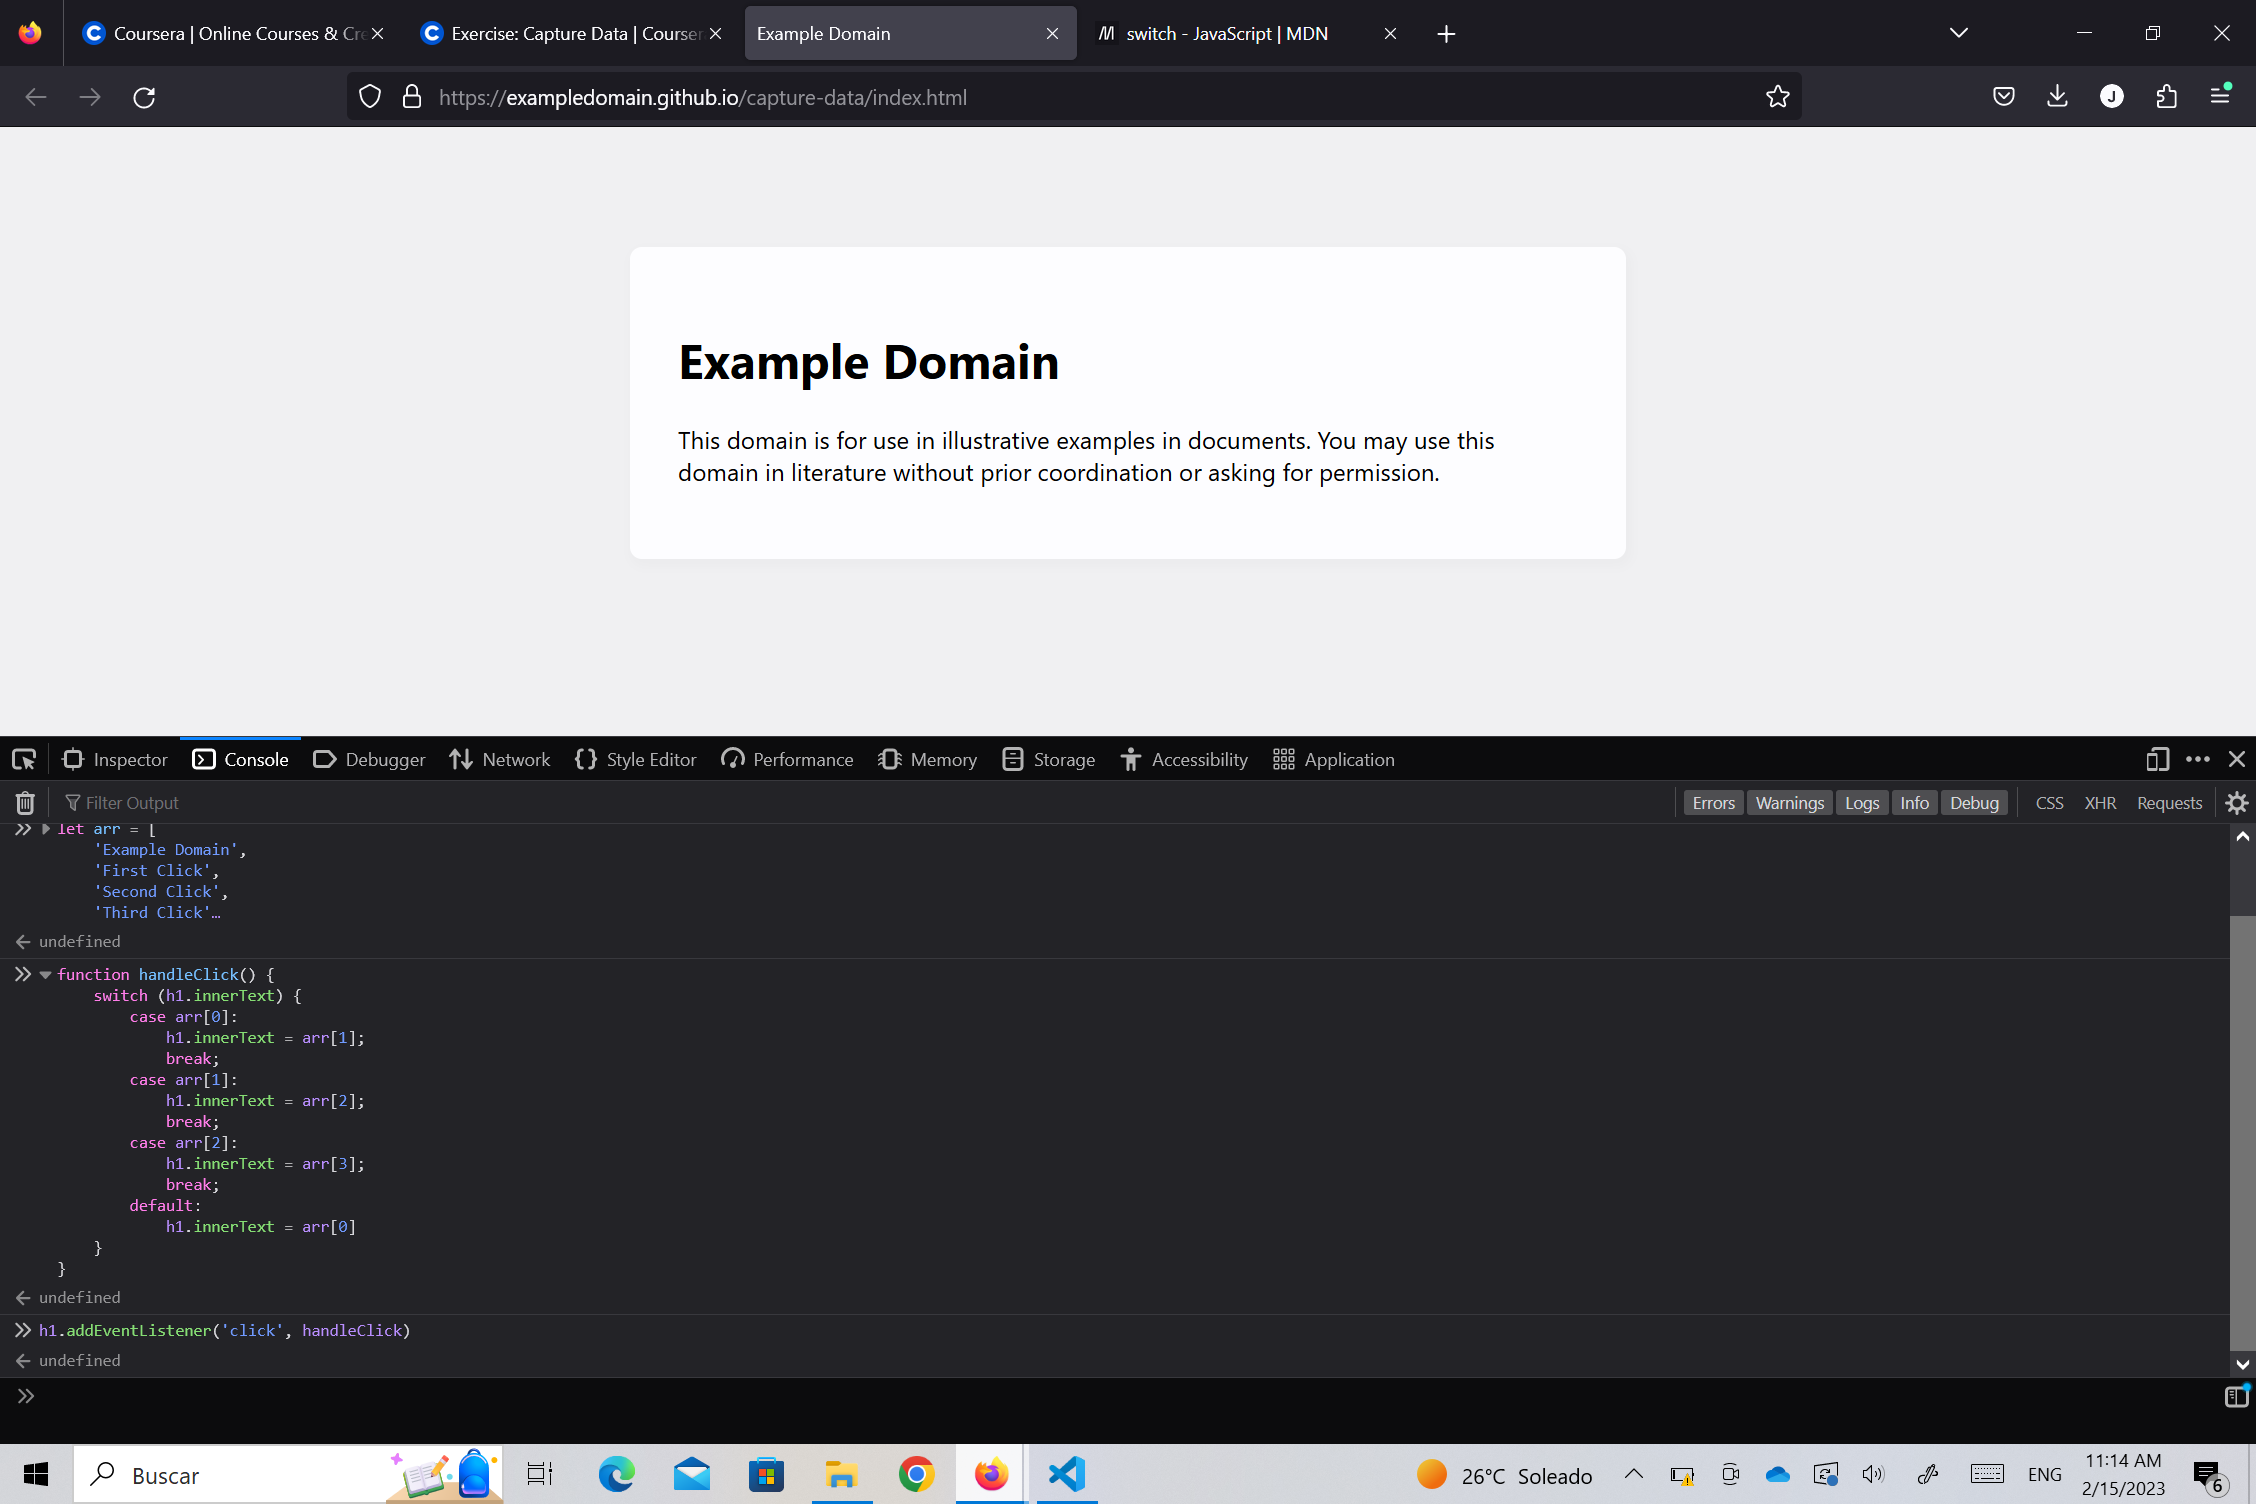 Coursera | Online Courses & Cre
Exercise: Capture Data | Courser
Example Domain
switch - JavaScript | MDN
https://exampledomain.github.io/capture-data/index.html
J
Example Domain
This domain is for use in illustrative examples in documents. You may use this
domain in literature without prior coordination or asking for permission.
Inspector Console Debugger Network Style Editor Performance Memory Storage Accessibility Application
Filter Output Errors Warnings Logs Info Debug CSS XHR Requests
let arr = [
'Example Domain',
'First Click',
'Second Click',
'Third Click'…
undefined
function handleClick() {
switch (h1.innerText) {
case arr[0]:
h1.innerText = arr[1];
break;
case arr[1]:
h1.innerText = arr[2];
break;
case arr[2]:
h1.innerText = arr[3];
break;
default:
h1.innerText = arr[0]
}
}
undefined
h1.addEventListener('click', handleClick)
undefined
Buscar
26°C Soleado
ENG
11:14 AM
2/15/2023
6